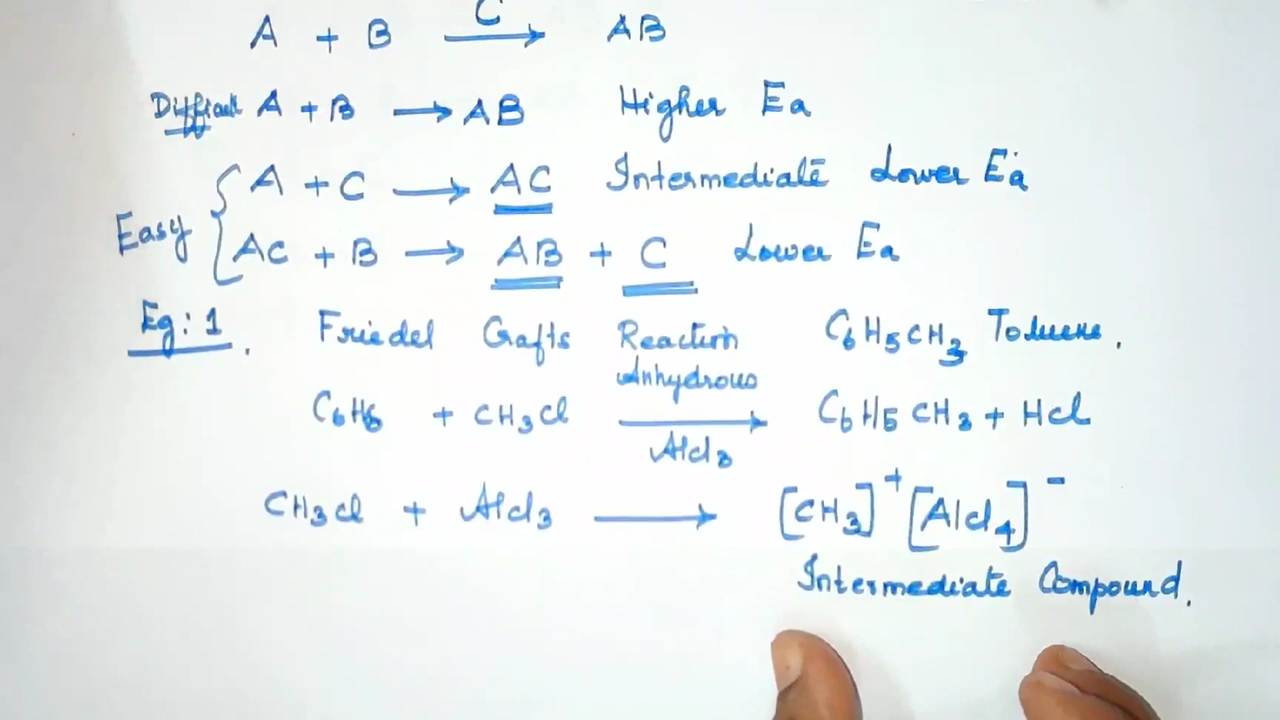 A + B —C→ AB
Difficult A + B → AB Higher Ea
Easy { A + C → AC Intermediate Lower Ea
AC + B → AB + C Lower Ea
Eg: 1. Friedel Crafts Reaction C6H5CH3 Toluene.
Anhydrous
C6H6 + CH3Cl → C6H5CH3 + HCl
AlCl3
CH3Cl + AlCl3 → [CH3]+ [AlCl4]-
Intermediate Compound.